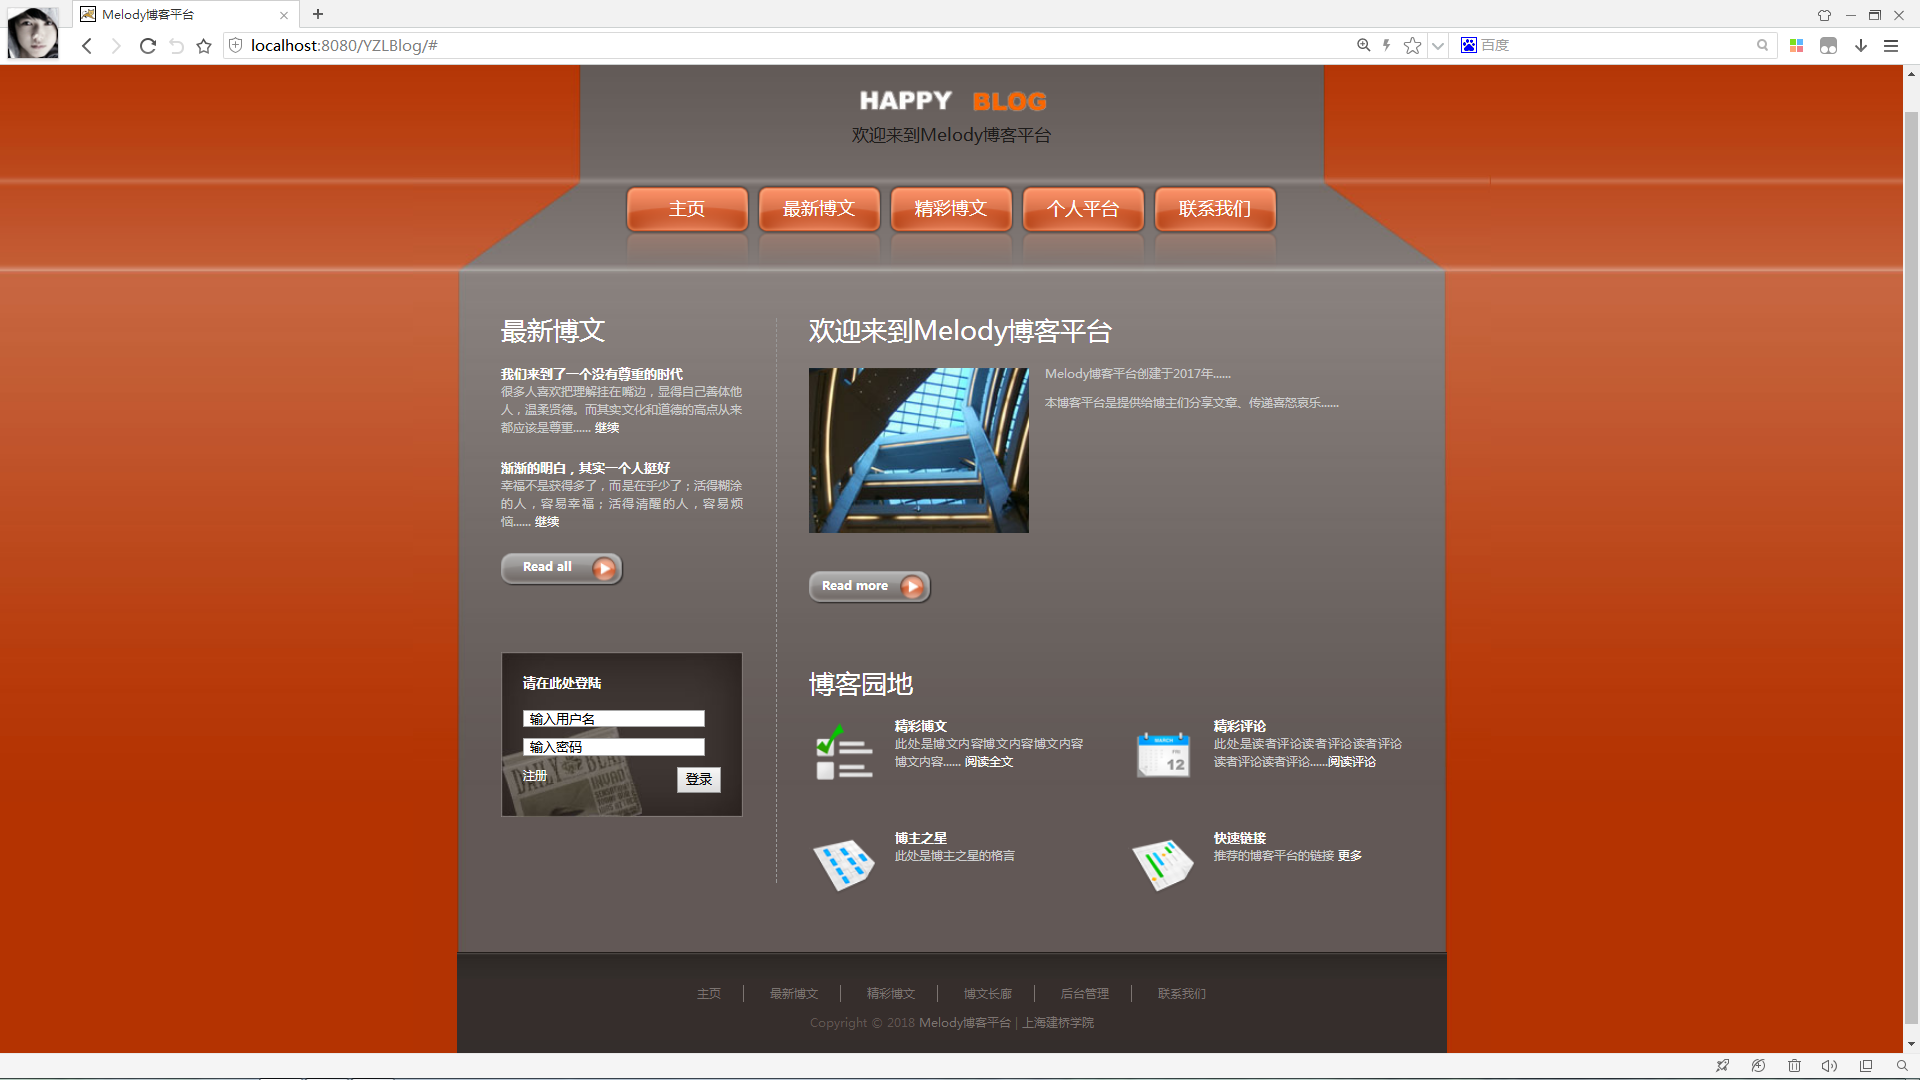 Melody博客平台
localhost:8080/YZLBlog/#
百度
HAPPY BLOG
欢迎来到Melody博客平台
主页
最新博文
精彩博文
个人平台
联系我们
最新博文
我们来到了一个没有尊重的时代
很多人喜欢把理解挂在嘴边，显得自己善体他
人，温柔贤德。而其实文化和道德的高点从来
都应该是尊重...... 继续
渐渐的明白，其实一个人挺好
幸福不是获得多了，而是在乎少了；活得糊涂
的人，容易幸福；活得清醒的人，容易烦
恼...... 继续
Read all
请在此处登陆
输入用户名
输入密码
注册
登录
欢迎来到Melody博客平台
Melody博客平台创建于2017年......
本博客平台是提供给博主们分享文章、传递喜怒哀乐......
Read more
博客园地
精彩博文
此处是博文内容博文内容博文内容
博文内容...... 阅读全文
MARCH
FRI
12
精彩评论
此处是读者评论读者评论读者评论
读者评论读者评论......阅读评论
博主之星
此处是博主之星的格言
快速链接
推荐的博客平台的链接 更多
主页
最新博文
精彩博文
博文长廊
后台管理
联系我们
Copyright © 2018 Melody博客平台 | 上海建桥学院